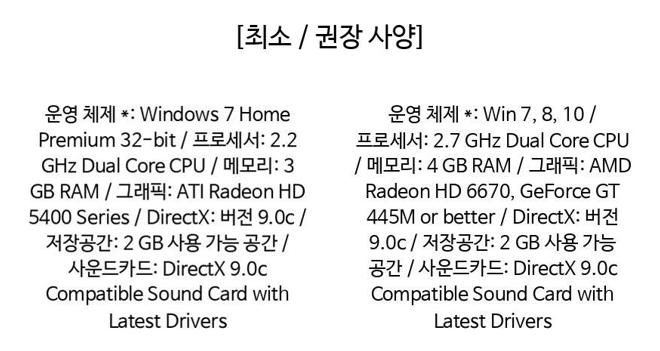 [최소 / 권장 사양]
운영 체제 *: Windows 7 Home
Premium 32-bit / 프로세서: 2.2
GHz Dual Core CPU / 메모리: 3
GB RAM / 그래픽: ATI Radeon HD
5400 Series / DirectX: 버전 9.0c /
저장공간: 2 GB 사용 가능 공간 /
사운드카드: DirectX 9.0c
Compatible Sound Card with
Latest Drivers
운영 체제 *: Win 7, 8, 10 /
프로세서: 2.7 GHz Dual Core CPU
/ 메모리: 4 GB RAM / 그래픽: AMD
Radeon HD 6670, GeForce GT
445M or better / DirectX: 버전
9.0c / 저장공간: 2 GB 사용 가능
공간 / 사운드카드: DirectX 9.0c
Compatible Sound Card with
Latest Drivers